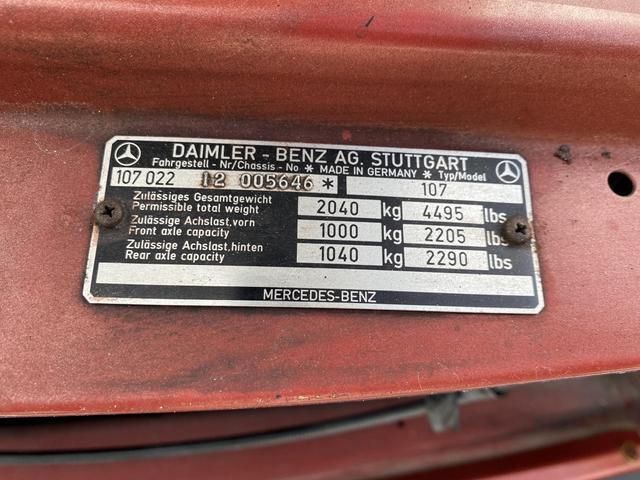 DAIMLER - BENZ AG. STUTTGART
Fahrgestell - Nr/Chassis - No * MADE IN GERMANY * Typ/Model
107 022 12 005646 * 107
Zulässiges Gesamtgewicht
Permissible total weight 2040 kg 4495 lbs
Zulässige Achslast,vorn
Front axle capacity 1000 kg 2205 lbs
Zulässige Achslast,hinten
Rear axle capacity 1040 kg 2290 lbs
MERCEDES-BENZ